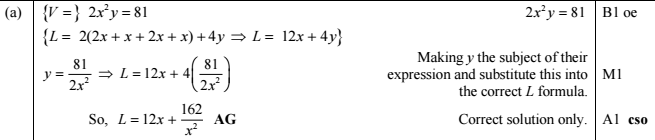 (a) {V =} 2x²y = 81 2x²y = 81 B1 oe
{L = 2(2x + x + 2x + x) + 4y ⇒ L = 12x + 4y}
y = 81/(2x²) ⇒ L = 12x + 4(81/(2x²)) Making y the subject of their expression and substitute this into the correct L formula. M1
So, L = 12x + 162/x² AG Correct solution only. A1 cso